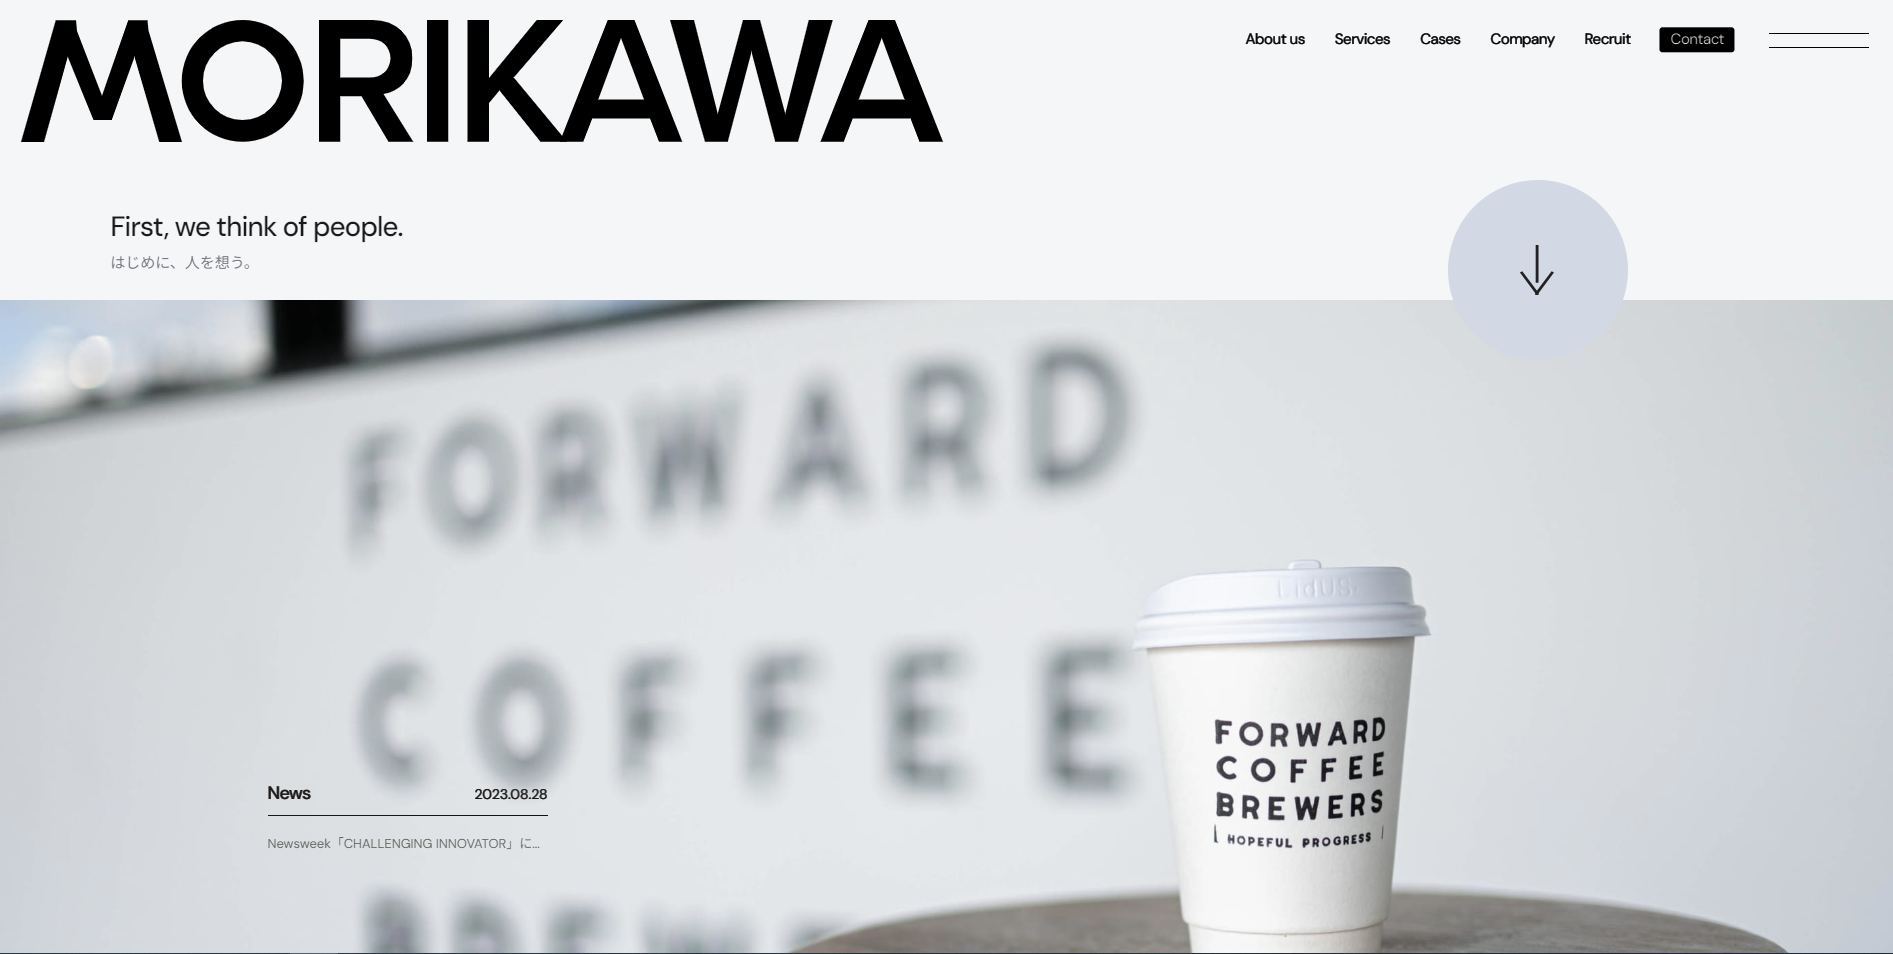 MORIKAWA
About us Services Cases Company Recruit Contact
First, we think of people.
はじめに、人を想う。
FORWARD
COFFEE
BREWE
LidUS
FORWARD
COFFEE
BREWERS
HOPEFUL PROGRESS
News 2023.08.28
Newsweek「CHALLENGING INNOVATOR」に...